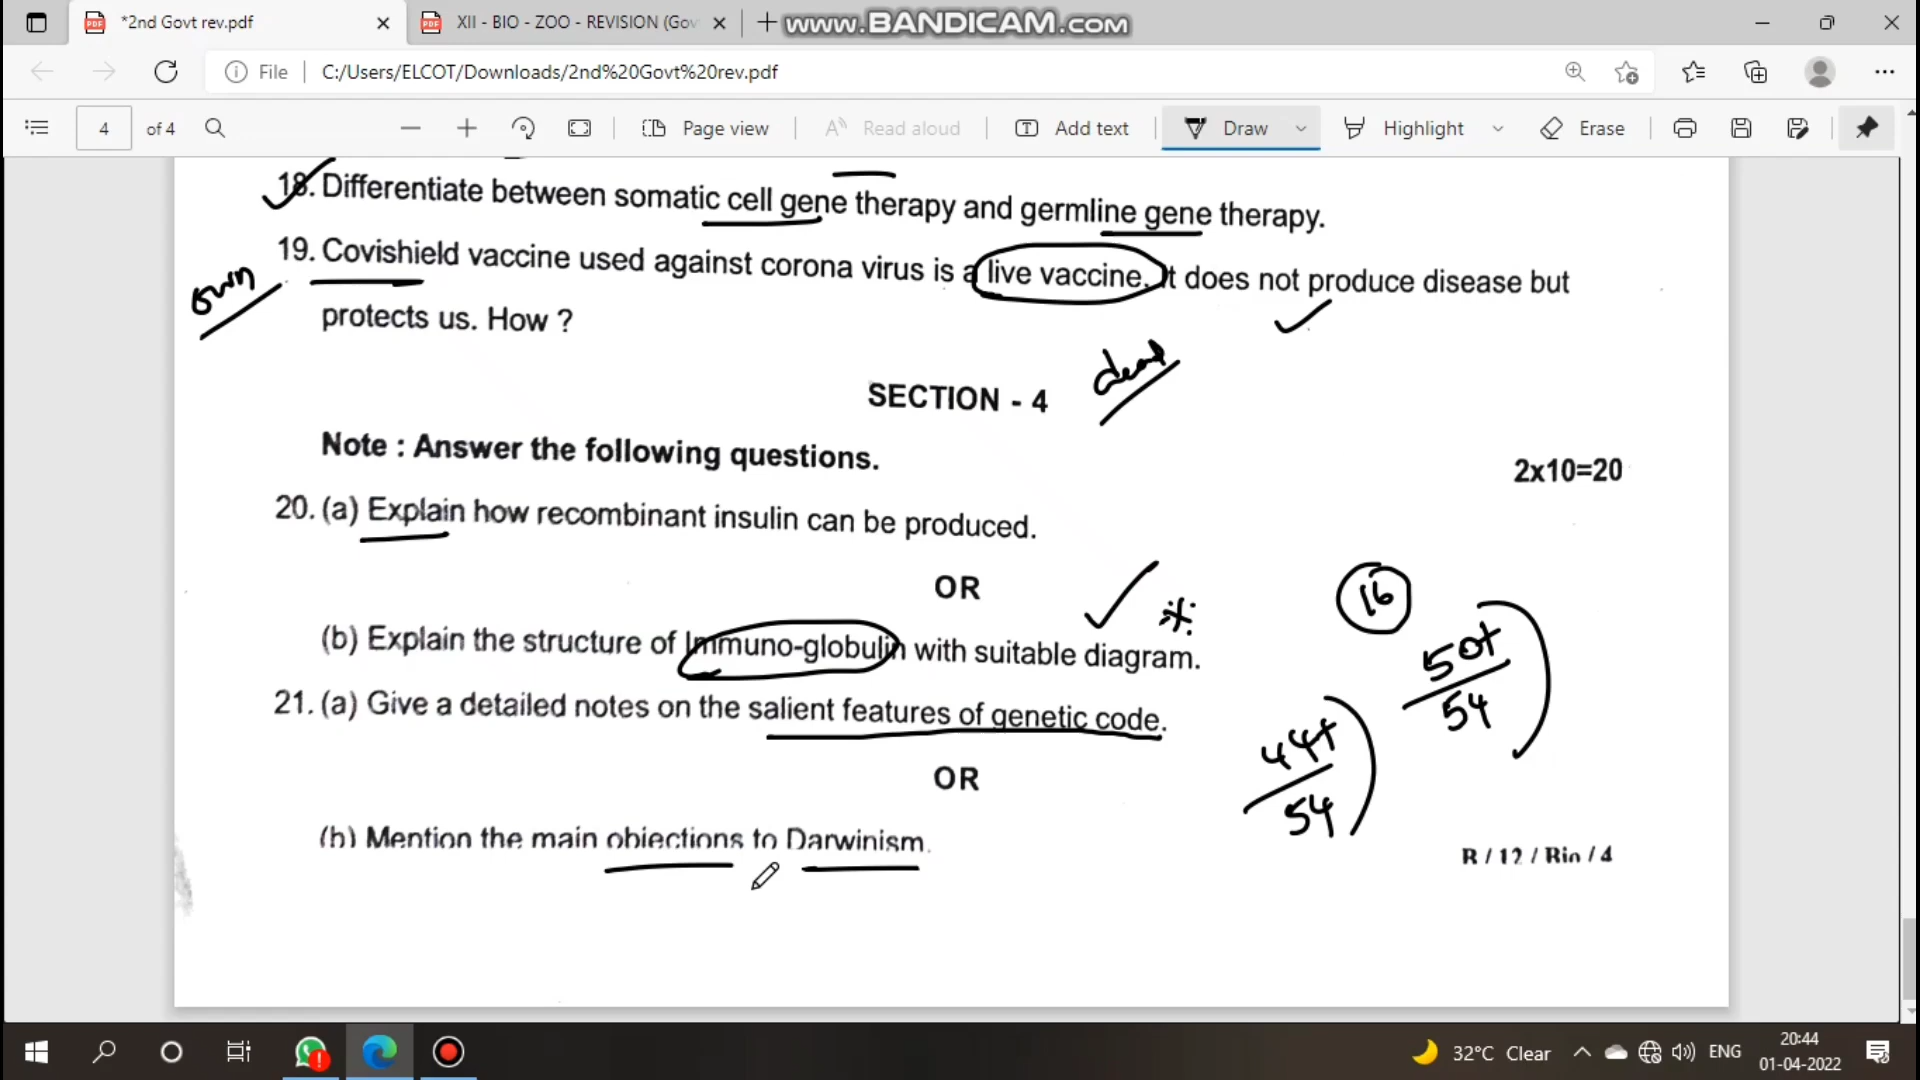 *2nd Govt rev.pdf
XII - BIO - ZOO - REVISION (Gov
www.BANDICAM.com
File
C:/Users/ELCOT/Downloads/2nd%20Govt%20rev.pdf
4 of 4
Page view
Read aloud
Add text
Draw
Highlight
Erase
18. Differentiate between somatic cell gene therapy and germline gene therapy.
19. Covishield vaccine used against corona virus is a live vaccine. It does not produce disease but
protects us. How ?
own
dead
SECTION - 4
Note : Answer the following questions.
2x10=20
20. (a) Explain how recombinant insulin can be produced.
OR
(b) Explain the structure of Immuno-globulin with suitable diagram.
16
50+
54
21. (a) Give a detailed notes on the salient features of genetic code.
44+
54
OR
(b) Mention the main objections to Darwinism.
R / 12 / Bio / 4
32°C Clear
ENG
20:44
01-04-2022